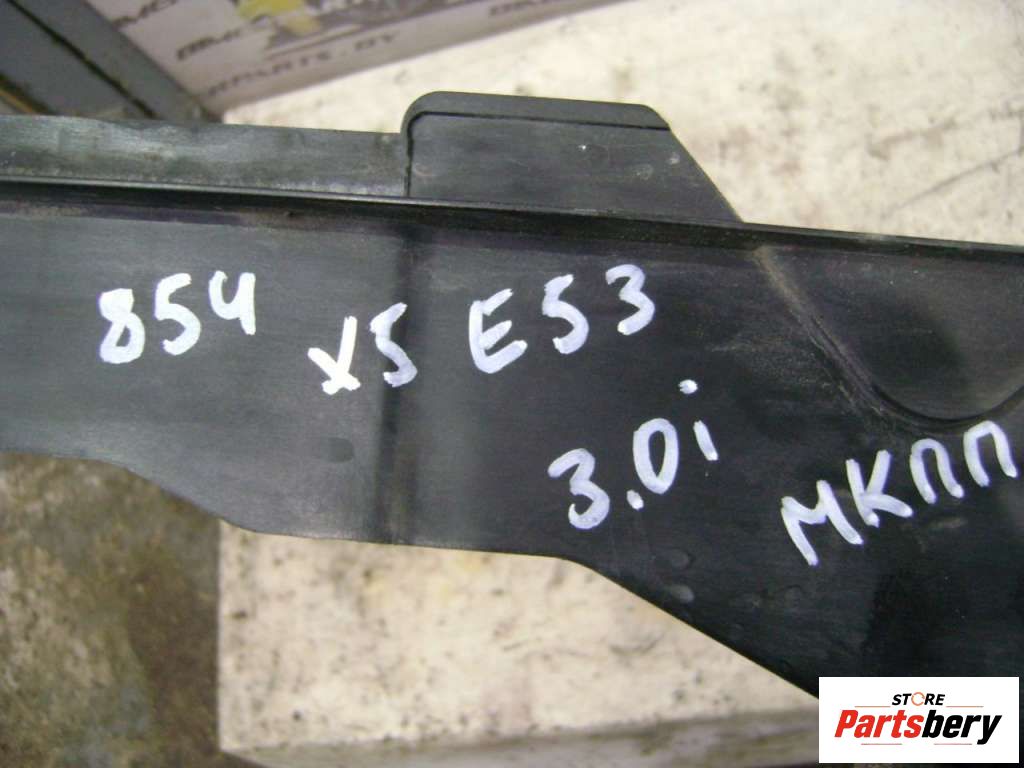 854 X5 E53
3.0i
МКПП
STORE
Partsbery